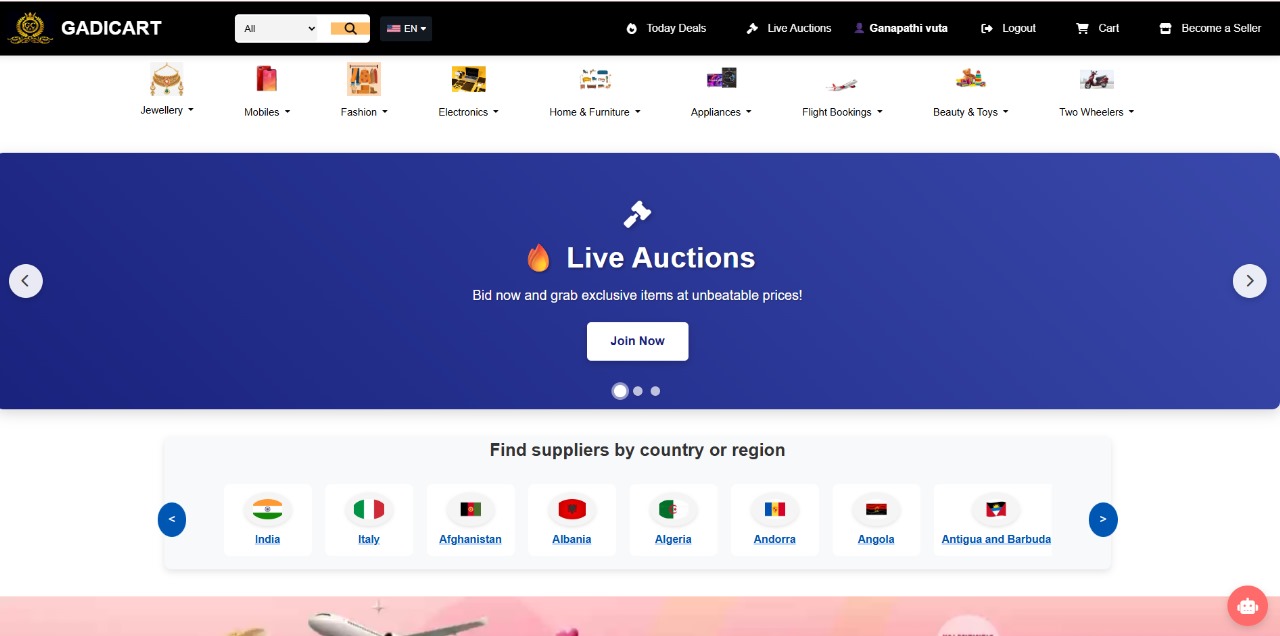 GADICART
All
EN
Today Deals
Live Auctions
Ganapathi vuta
Logout
Cart
Become a Seller
Jewellery
Mobiles
Fashion
Electronics
Home & Furniture
Appliances
Flight Bookings
Beauty & Toys
Two Wheelers
Live Auctions
Bid now and grab exclusive items at unbeatable prices!
Join Now
Find suppliers by country or region
<
India
Italy
Afghanistan
Albania
Algeria
Andorra
Angola
Antigua and Barbuda
>